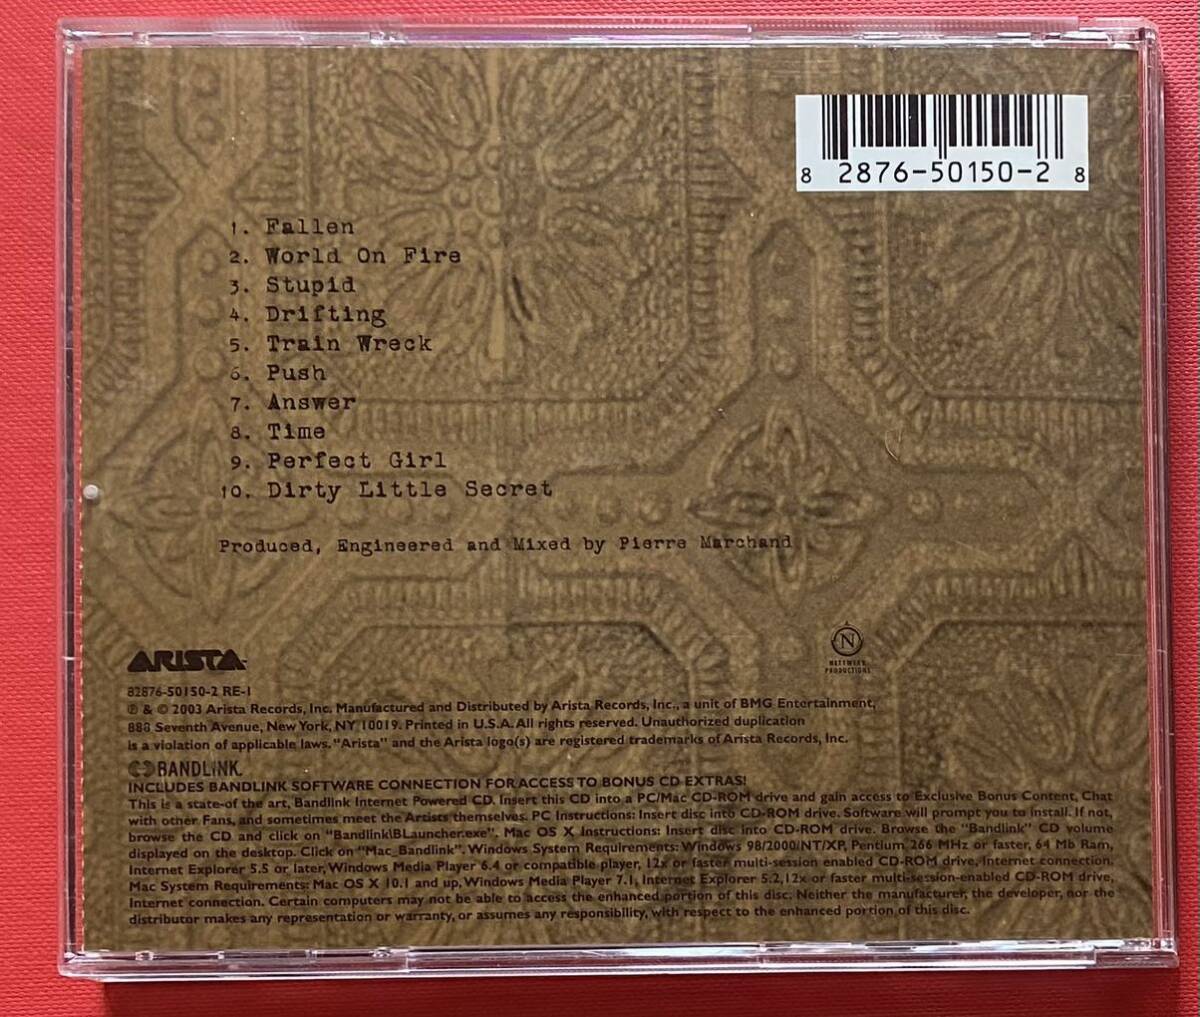 8 2876-50150-2 8
1. Fallen
2. World On Fire
3. Stupid
4. Drifting
5. Train Wreck
6. Push
7. Answer
8. Time
9. Perfect Girl
10. Dirty Little Secret
Produced, Engineered and Mixed by Pierre Marchand
N
NETTWERK
PRODUCTIONS
ARISTA
82876-50150-2 RE-1
℗ & © 2003 Arista Records, Inc. Manufactured and Distributed by Arista Records, Inc., a unit of BMG Entertainment,
888 Seventh Avenue, New York, NY 10019. Printed in U.S.A. All rights reserved. Unauthorized duplication
is a violation of applicable laws. "Arista" and the Arista logo(s) are registered trademarks of Arista Records, Inc.
BANDLINK.
INCLUDES BANDLINK SOFTWARE CONNECTION FOR ACCESS TO BONUS CD EXTRAS!
This is a state-of the art, Bandlink Internet Powered CD. Insert this CD into a PC/Mac CD-ROM drive and gain access to Exclusive Bonus Content, Chat
with other Fans, and sometimes meet the Artists themselves. PC Instructions: Insert disc into CD-ROM drive. Software will prompt you to install. If not,
browse the CD and click on "Bandlink\BLauncher.exe". Mac OS X Instructions: Insert disc into CD-ROM drive. Browse the "Bandlink" CD volume
displayed on the desktop. Click on "Mac_Bandlink". Windows System Requirements: Windows 98/2000/NT/XP, Pentium 266 MHz or faster, 64 Mb Ram,
Internet Explorer 5.5 or later, Windows Media Player 6.4 or compatible player, 12x or faster multi-session enabled CD-ROM drive, Internet connection.
Mac System Requirements: Mac OS X 10.1 and up, Windows Media Player 7.1, Internet Explorer 5.2, 12x or faster multi-session-enabled CD-ROM drive,
Internet connection. Certain computers may not be able to access the enhanced portion of this disc. Neither the manufacturer, the developer, nor the
distributor makes any representation or warranty, or assumes any responsibility, with respect to the enhanced portion of this disc.